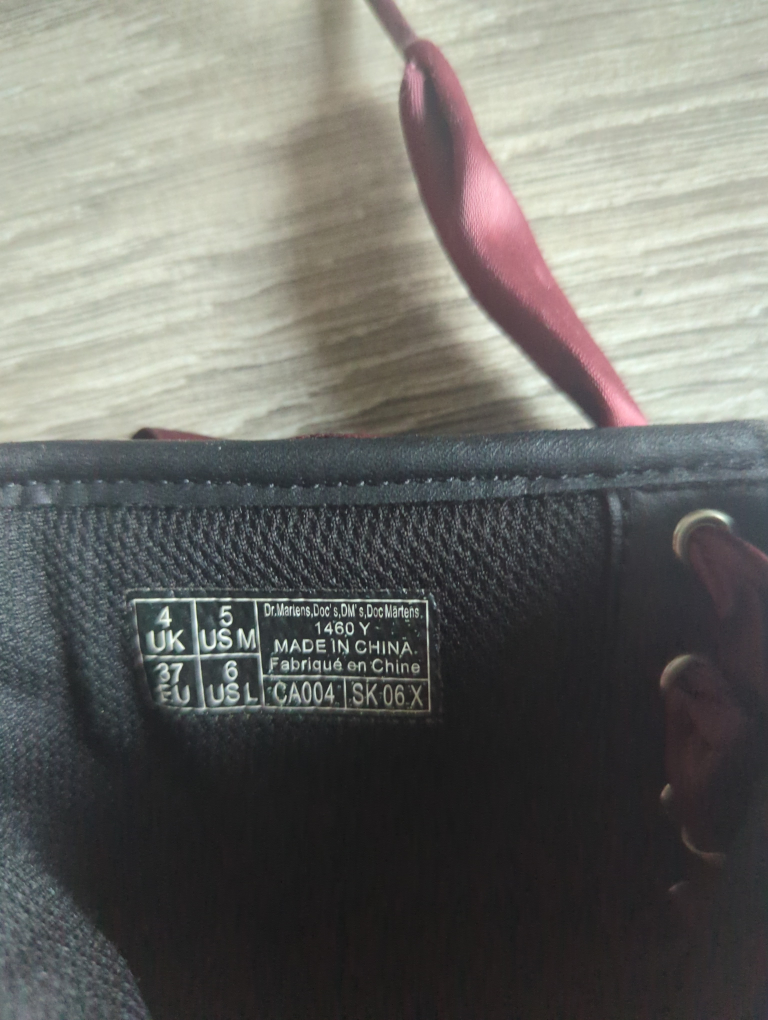 4
UK
5
US M
37
EU
6
US L
Dr.Martens,Doc's,DM's,Doc Martens.
1460 Y
MADE IN CHINA.
Fabriqué en Chine
CA004 SK 06 X